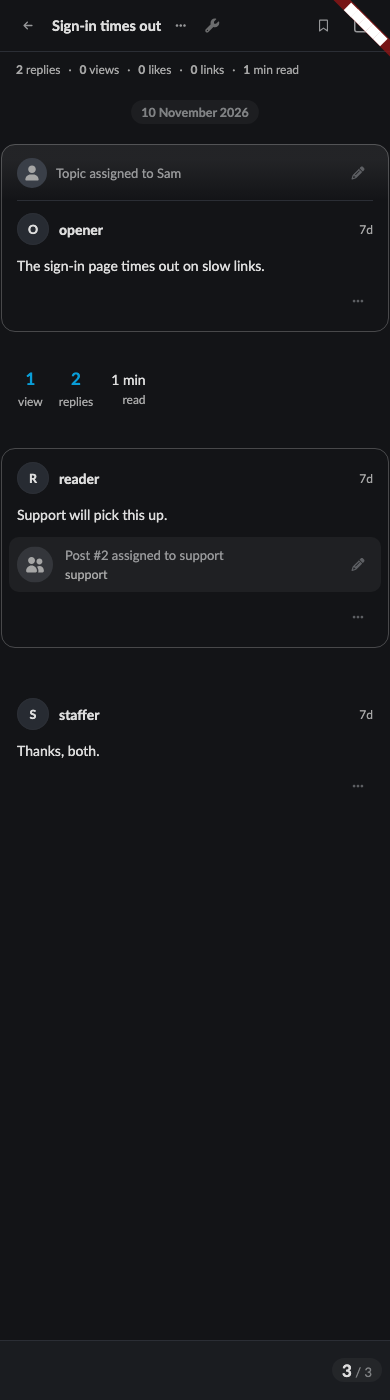 Sign-in times out
2 replies · 0 views · 0 likes · 0 links · 1 min read
10 November 2026
Topic assigned to Sam
O opener 7d
The sign-in page times out on slow links.
1 2 1 min
view replies read
R reader 7d
Support will pick this up.
Post #2 assigned to support
support
S staffer 7d
Thanks, both.
3 / 3